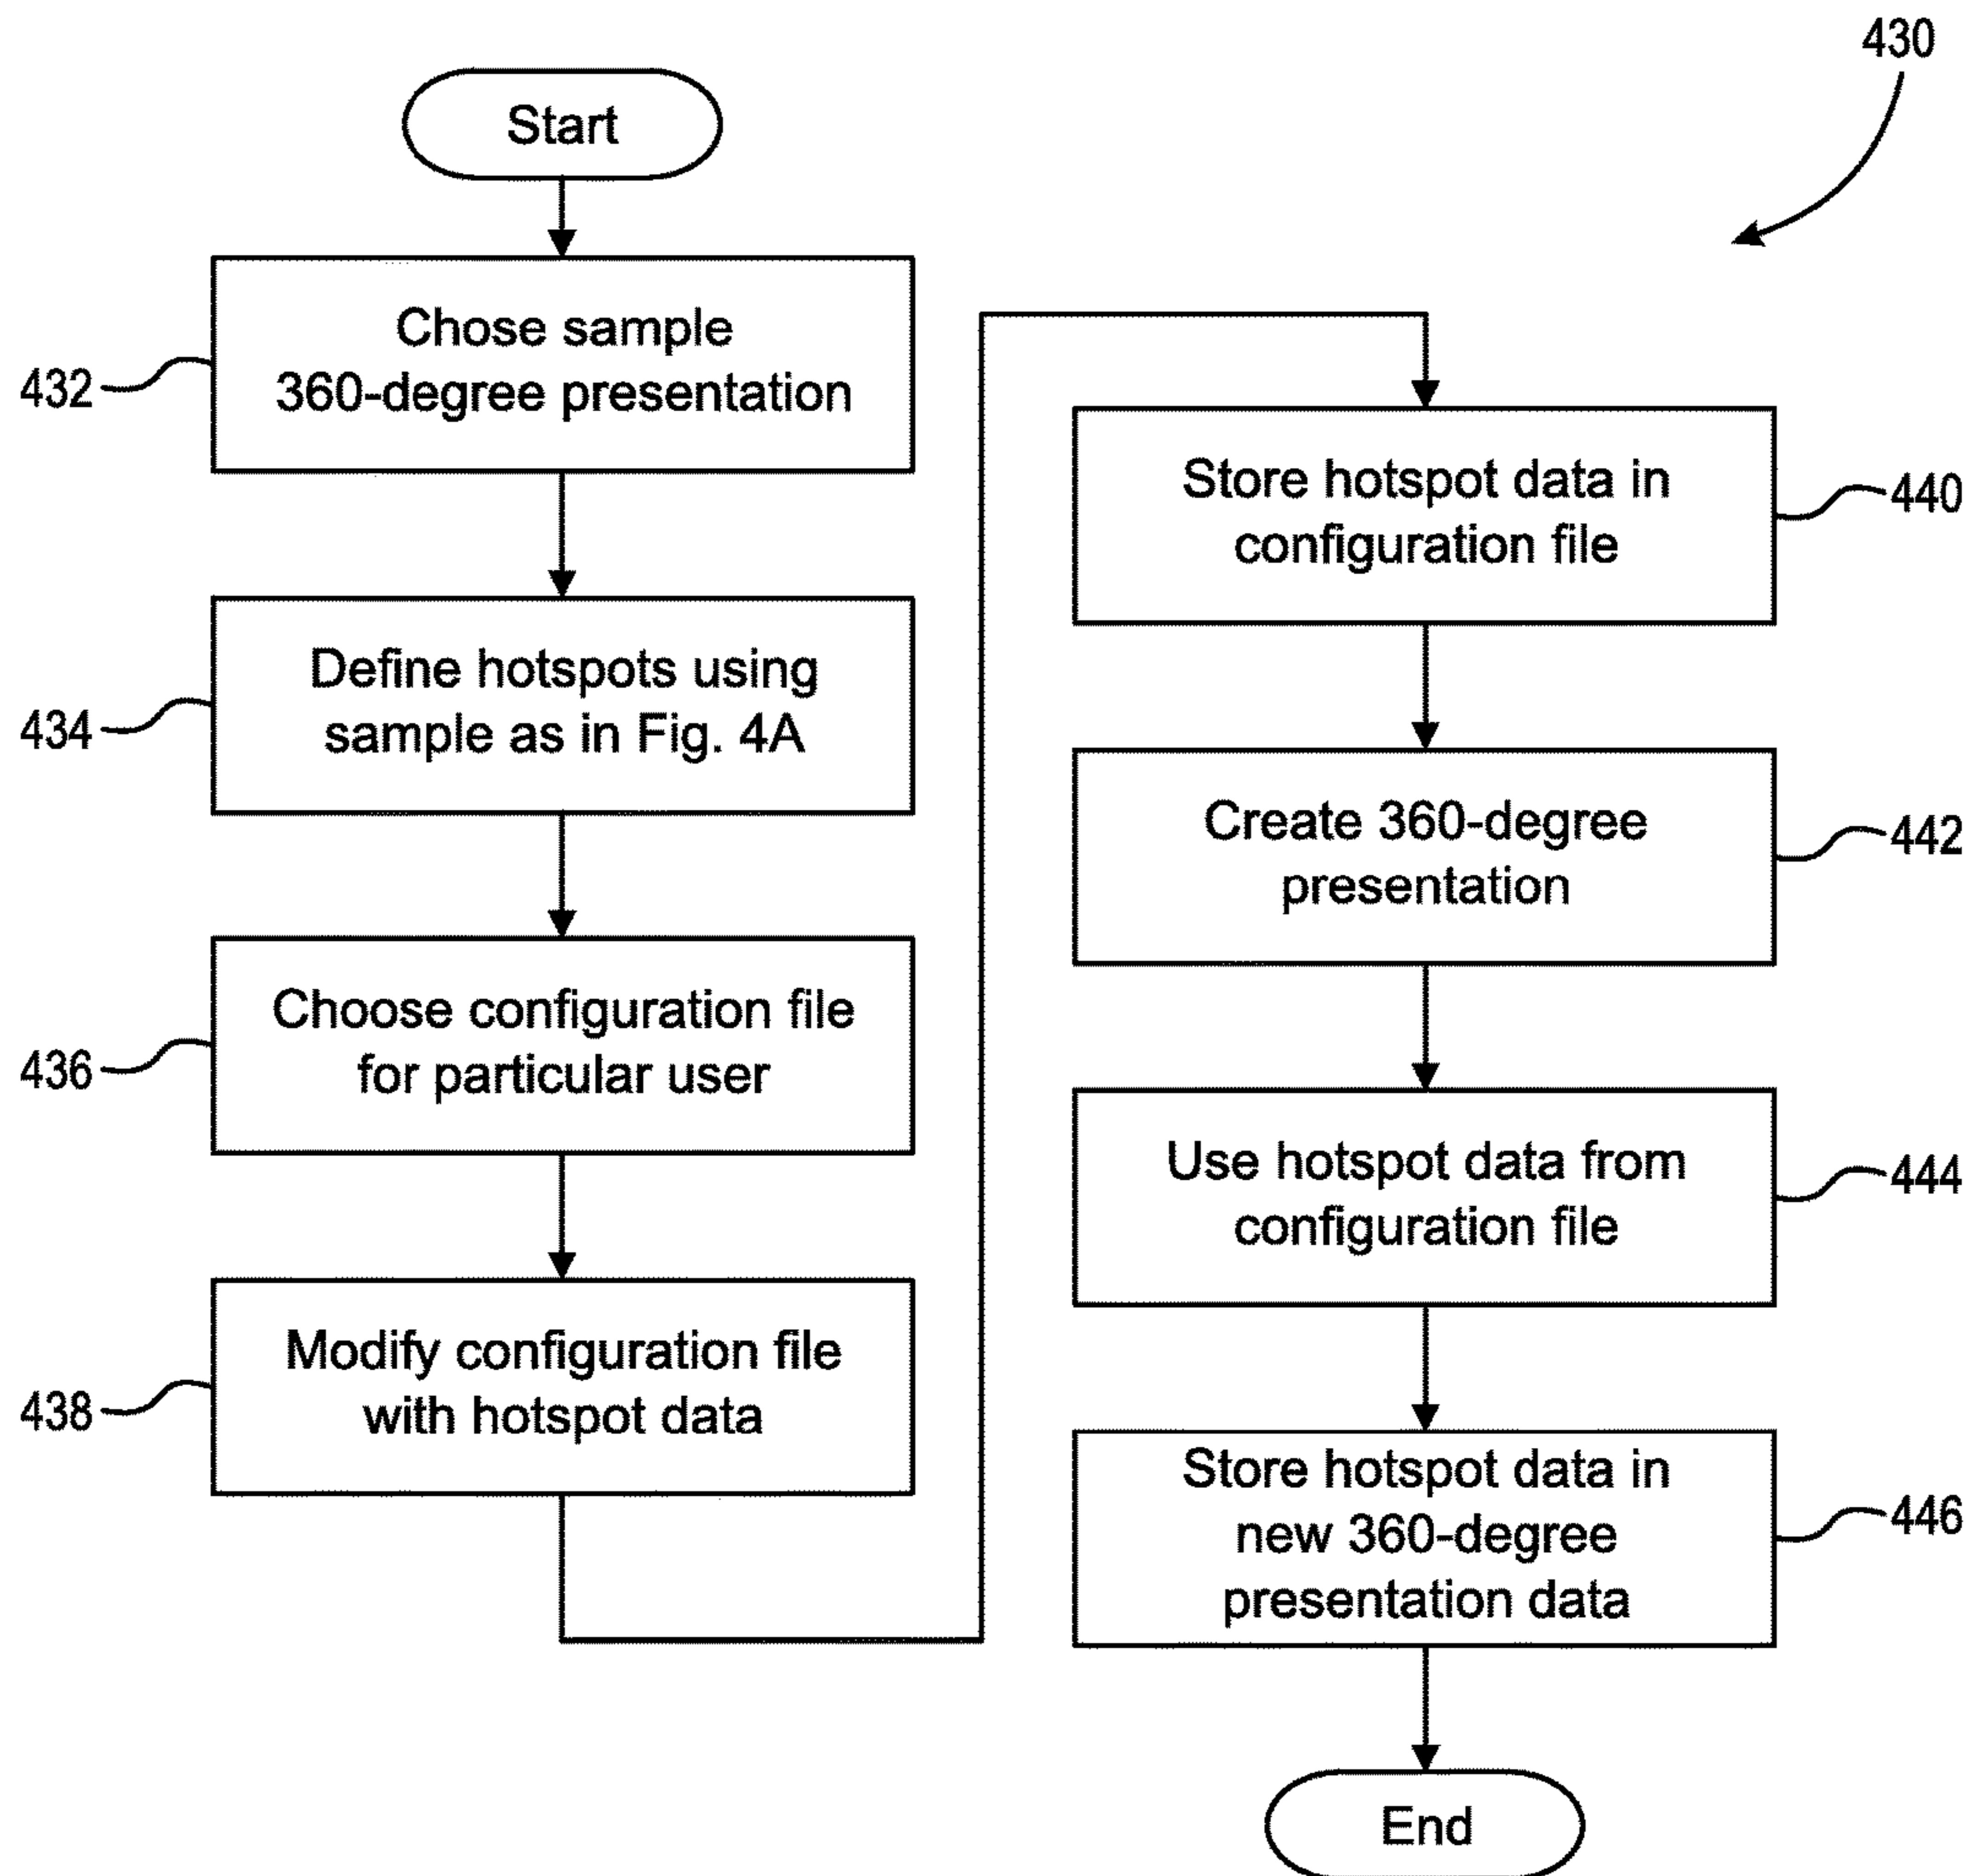 430
Start
432
Chose sample
360-degree presentation
434
Define hotspots using
sample as in Fig. 4A
436
Choose configuration file
for particular user
438
Modify configuration file
with hotspot data
Store hotspot data in
configuration file
440
Create 360-degree
presentation
442
Use hotspot data from
configuration file
444
Store hotspot data in
new 360-degree
presentation data
446
End